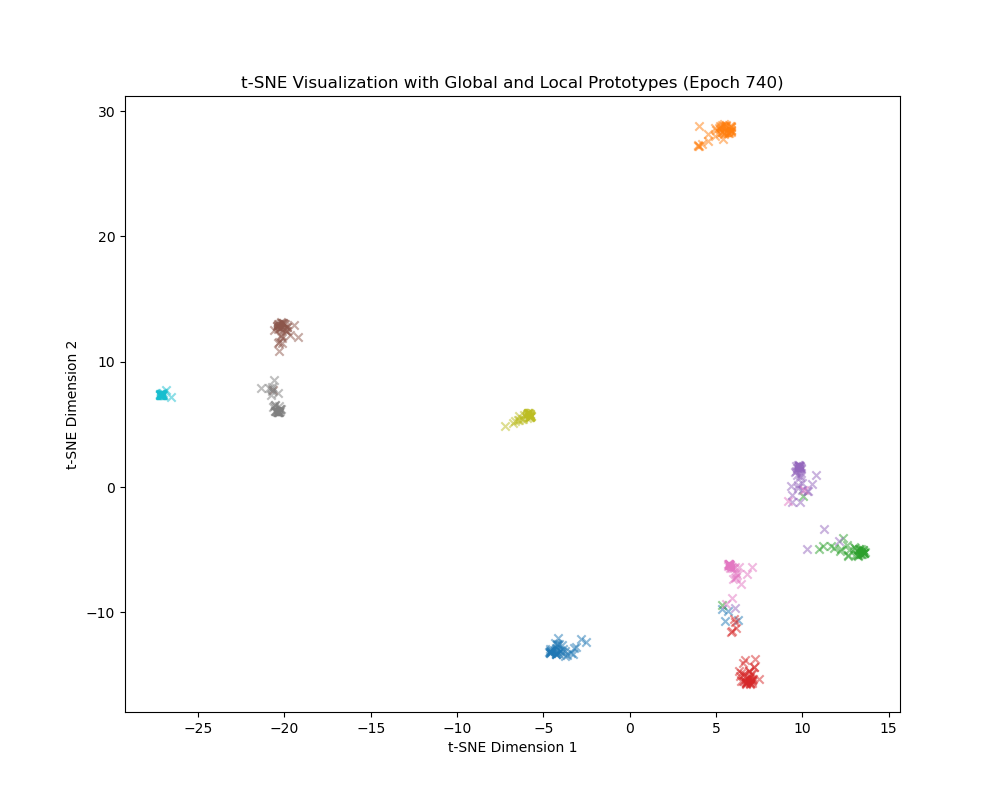 t-SNE Visualization with Global and Local Prototypes (Epoch 740)
30
20
10
0
−10
t-SNE Dimension 2
−25 −20 −15 −10 −5 0 5 10 15
t-SNE Dimension 1